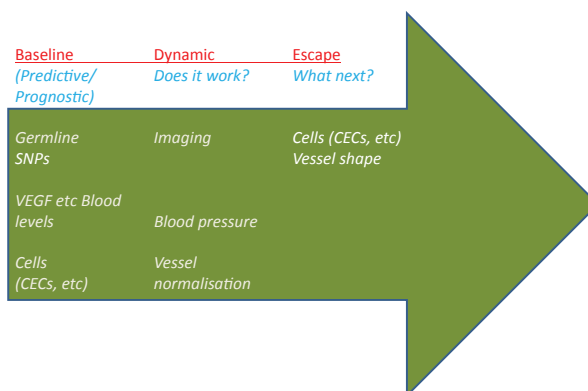 Baseline Dynamic Escape
(Predictive/ Does it work? What next?
Prognostic)
Germline Imaging Cells (CECs, etc)
SNPs Vessel shape
VEGF etc Blood
levels Blood pressure
Cells Vessel
(CECs, etc) normalisation